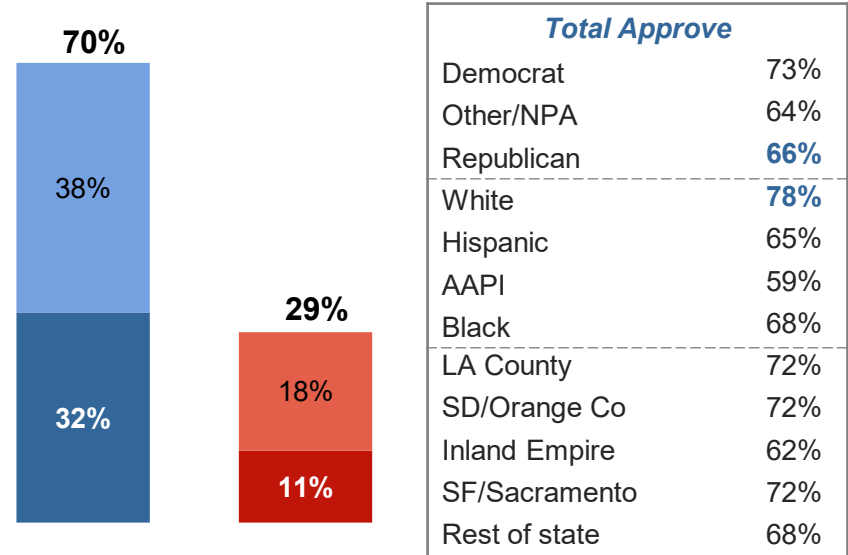 70%
38%
32%
29%
18%
11%
Total Approve
Democrat 73%
Other/NPA 64%
Republican 66%
White 78%
Hispanic 65%
AAPI 59%
Black 68%
LA County 72%
SD/Orange Co 72%
Inland Empire 62%
SF/Sacramento 72%
Rest of state 68%